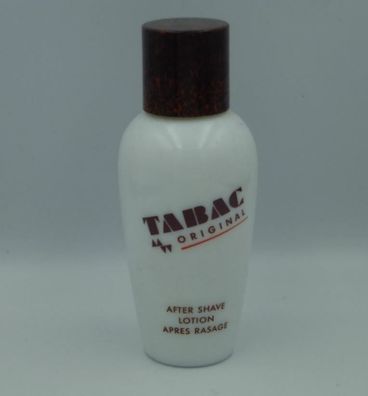 TABAC
ORIGINAL
AFTER SHAVE
LOTION
APRES RASAGE